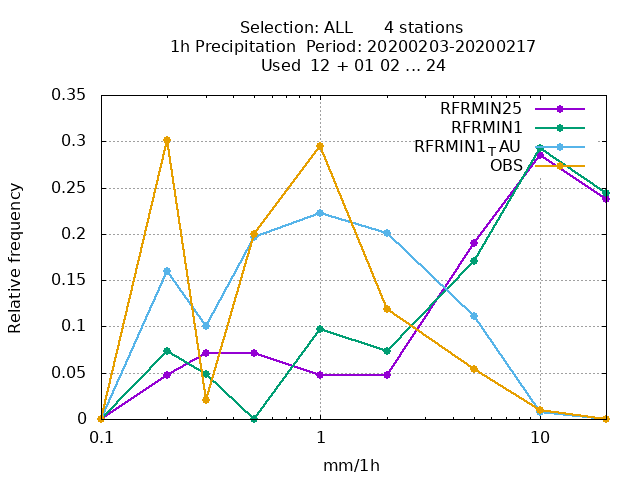 Selection: ALL 4 stations
1h Precipitation Period: 20200203-20200217
Used 12 + 01 02 ... 24
0.35
0.3
0.25
0.2
0.15
0.1
0.05
0
Relative frequency
RFRMIN25
RFRMIN1
RFRMIN1TAU
OBS
0.1 1 10
mm/1h